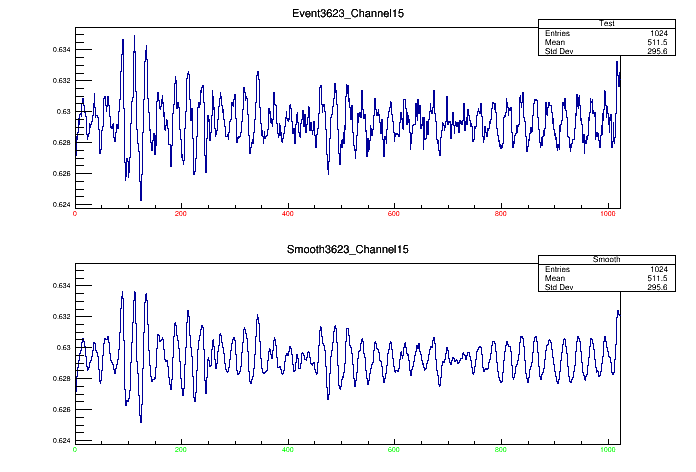 Event3623_Channel15
Test
Entries 1024
Mean 511.5
Std Dev 295.6
0.634
0.632
0.63
0.628
0.626
0.624
0 200 400 600 800 1000
Smooth3623_Channel15
Smooth
Entries 1024
Mean 511.5
Std Dev 295.6
0.634
0.632
0.63
0.628
0.626
0.624
0 200 400 600 800 1000